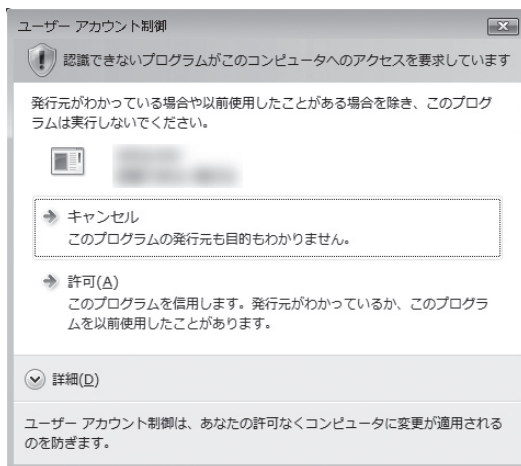 ユーザー アカウント制御
認識できないプログラムがこのコンピュータへのアクセスを要求しています
発行元がわかっている場合や以前使用したことがある場合を除き、このプログ
ラムは実行しないでください。
キャンセル
このプログラムの発行元も目的もわかりません。
許可(A)
このプログラムを信用します。発行元がわかっているか、このプログラ
ムを以前使用したことがあります。
詳細(D)
ユーザー アカウント制御は、あなたの許可なくコンピュータに変更が適用される
のを防ぎます。